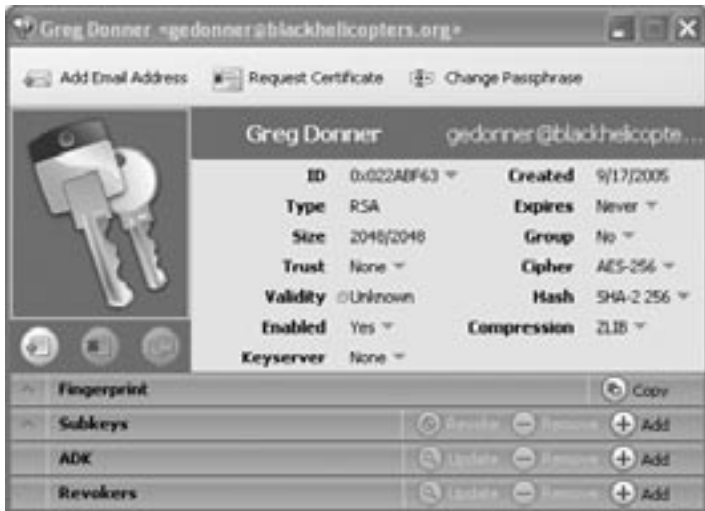 Greg Donner <gedonner@blackhelicopters.org>
Add Email Address Request Certificate Change Passphrase
Greg Donner gedonner@blackhelicopte...
ID 0x022ABF63 Created 9/17/2005
Type RSA Expires Never
Size 2048/2048 Group No
Trust None Cipher AES-256
Validity Unknown Hash SHA-2 256
Enabled Yes Compression ZLIB
Keyserver None
Fingerprint Copy
Subkeys Revoke Remove Add
ADK Update Remove Add
Revokers Update Remove Add